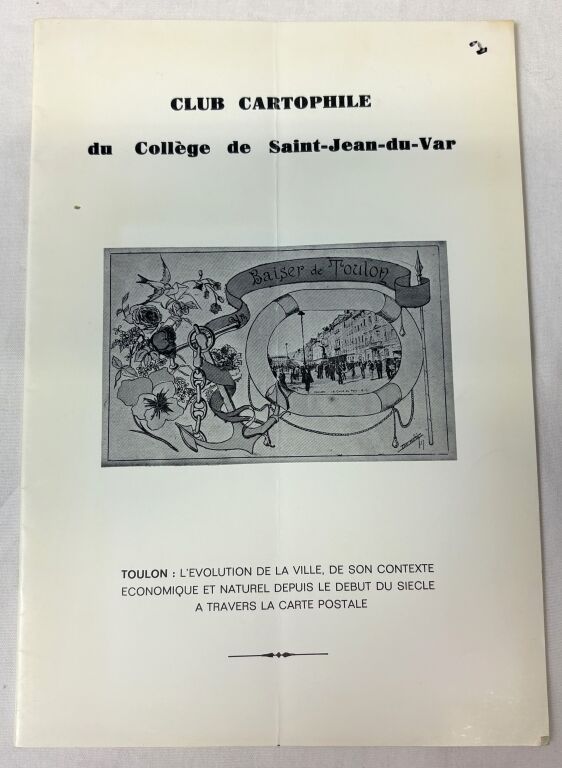 CLUB CARTOPHILE
du Collège de Saint-Jean-du-Var
Baiser de Toulon
TOULON : L'EVOLUTION DE LA VILLE, DE SON CONTEXTE
ECONOMIQUE ET NATUREL DEPUIS LE DEBUT DU SIECLE
A TRAVERS LA CARTE POSTALE